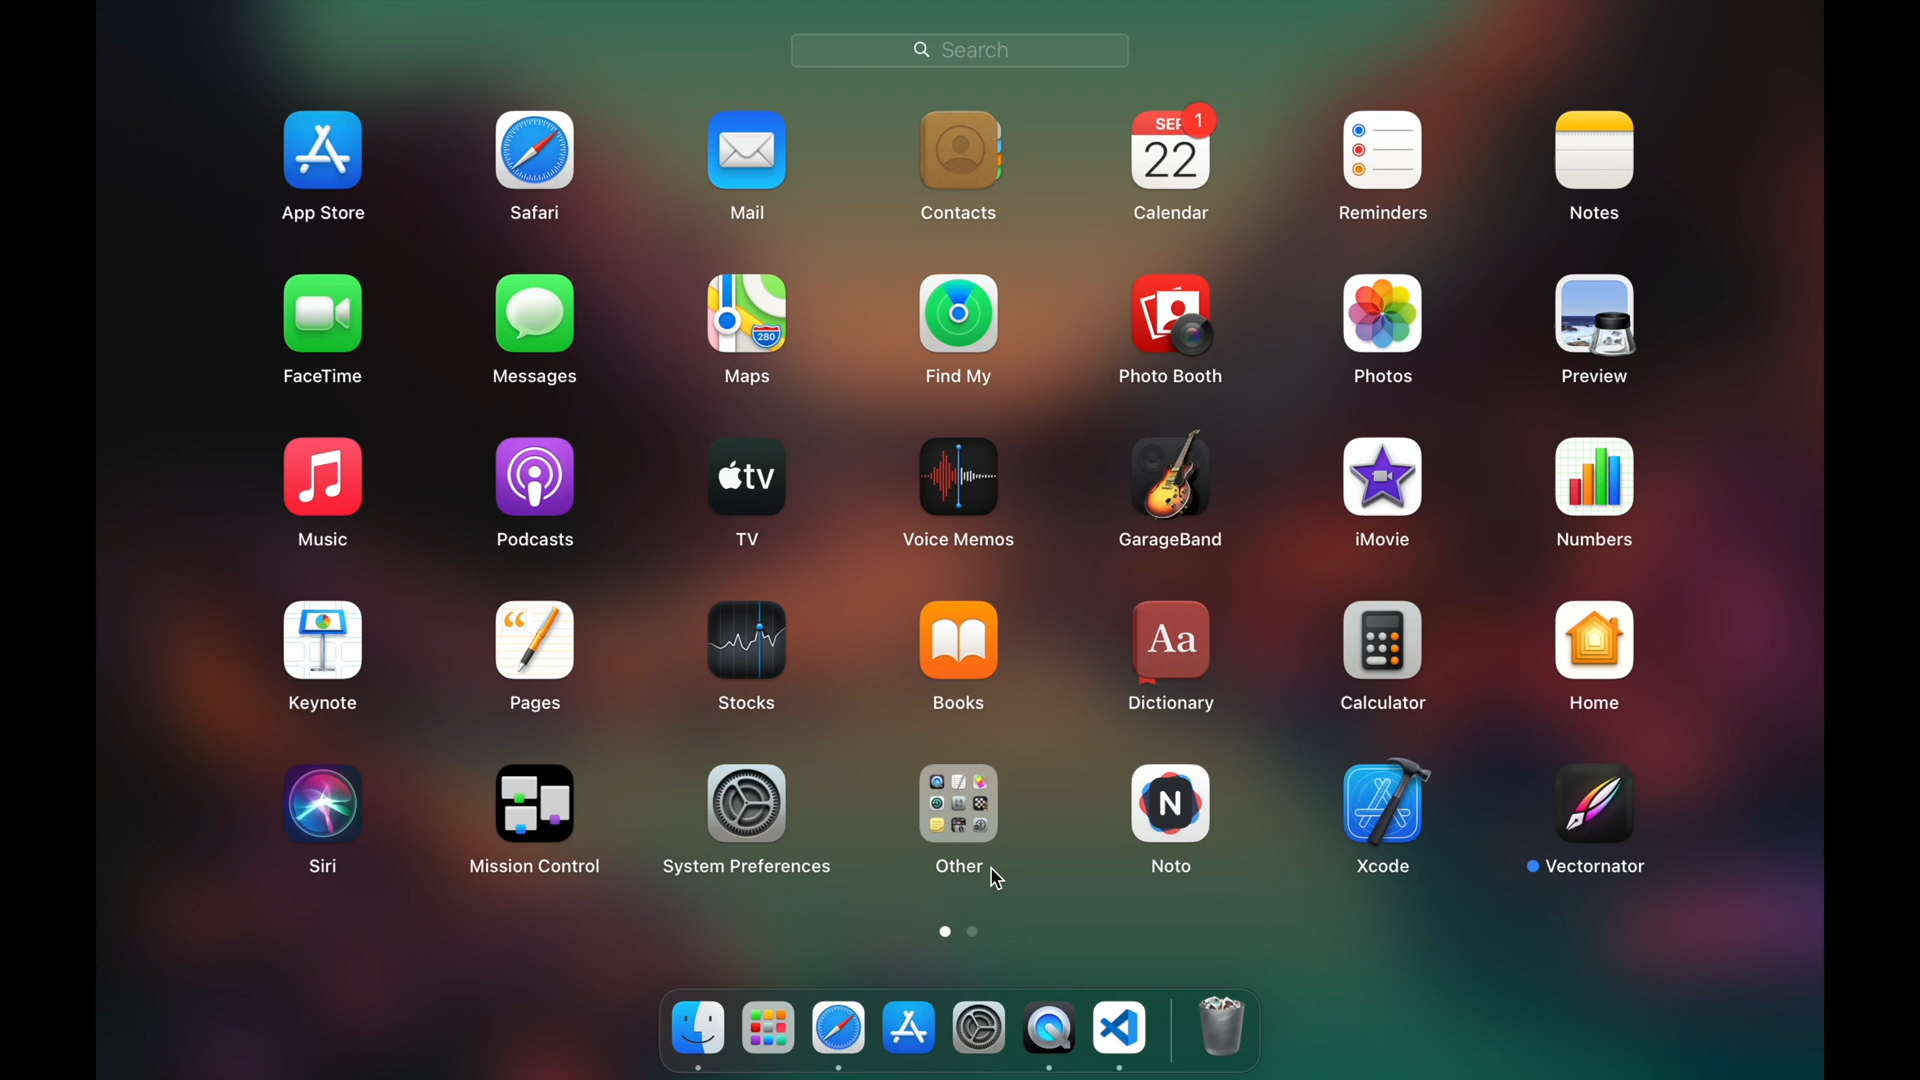 Search
SEP 1
22
App Store Safari Mail Contacts Calendar Reminders Notes
280
FaceTime Messages Maps Find My Photo Booth Photos Preview
tv
Music Podcasts TV Voice Memos GarageBand iMovie Numbers
“ Aa
Keynote Pages Stocks Books Dictionary Calculator Home
N
Siri Mission Control System Preferences Other Noto Xcode Vectornator